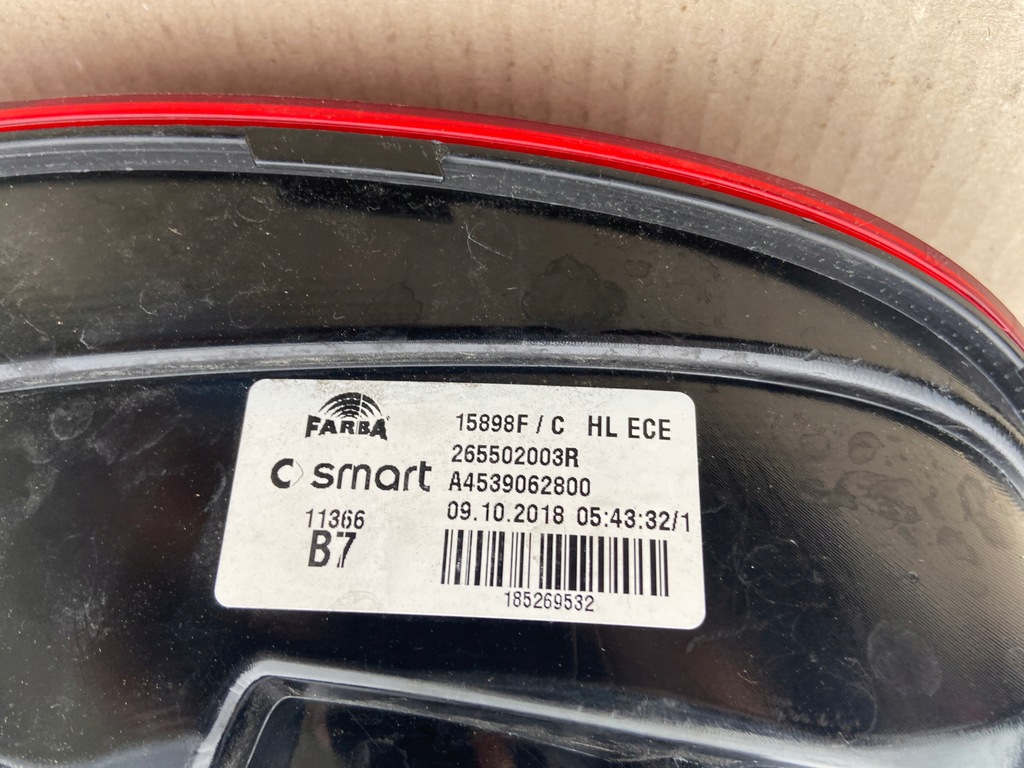 FARBA
15898F / C HL ECE
265502003R
smart
A4539062800
09.10.2018 05:43:32/1
11366
B7
185269532